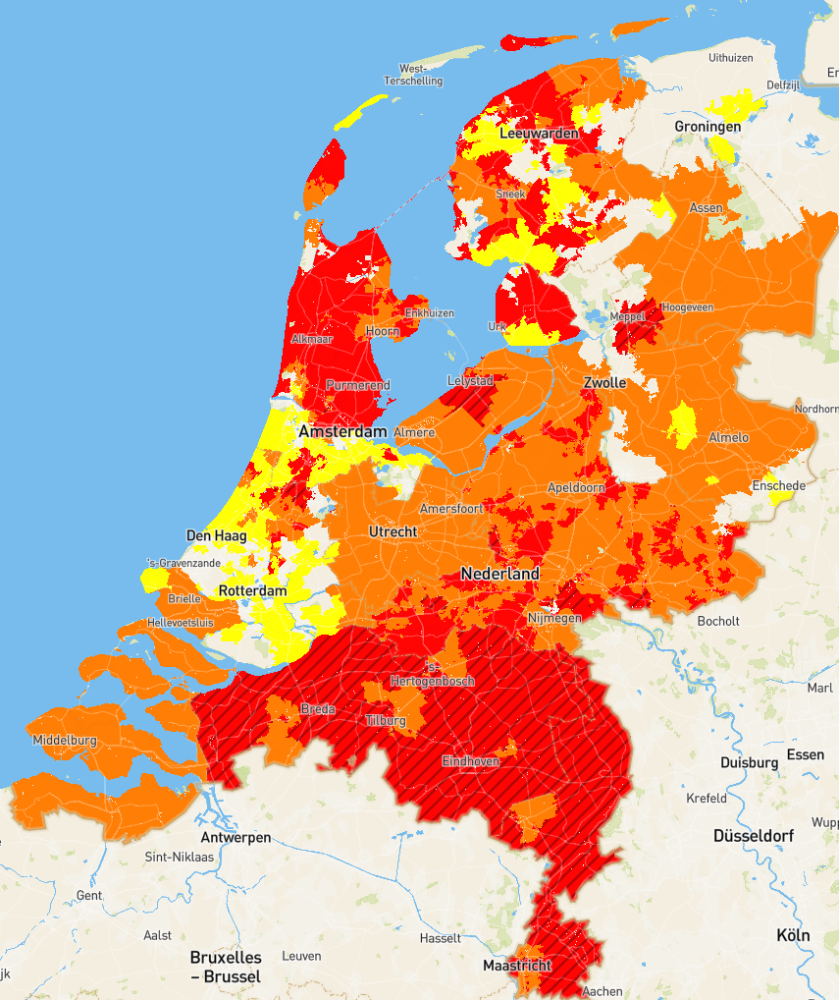 Uithuizen
West-
Terschelling
Delfzijl
Groningen
Leeuwarden
Sneek
Assen
Enkhuizen
Hoorn
Urk
Meppel
Hoogeveen
Alkmaar
Purmerend
Lelystad
Zwolle
Nordhorn
Amsterdam
Almere
Almelo
Apeldoorn
Enschede
Amersfoort
Utrecht
Den Haag
's-Gravenzande
Nederland
Rotterdam
Brielle
Hellevoetsluis
Nijmegen
Bocholt
's-
Hertogenbosch
Marl
Breda
Tilburg
Middelburg
Eindhoven
Duisburg
Essen
Krefeld
Wupp
Antwerpen
Düsseldorf
Sint-Niklaas
Gent
Aalst
Hasselt
Köln
Bruxelles
– Brussel
Leuven
Maastricht
jk
Aachen